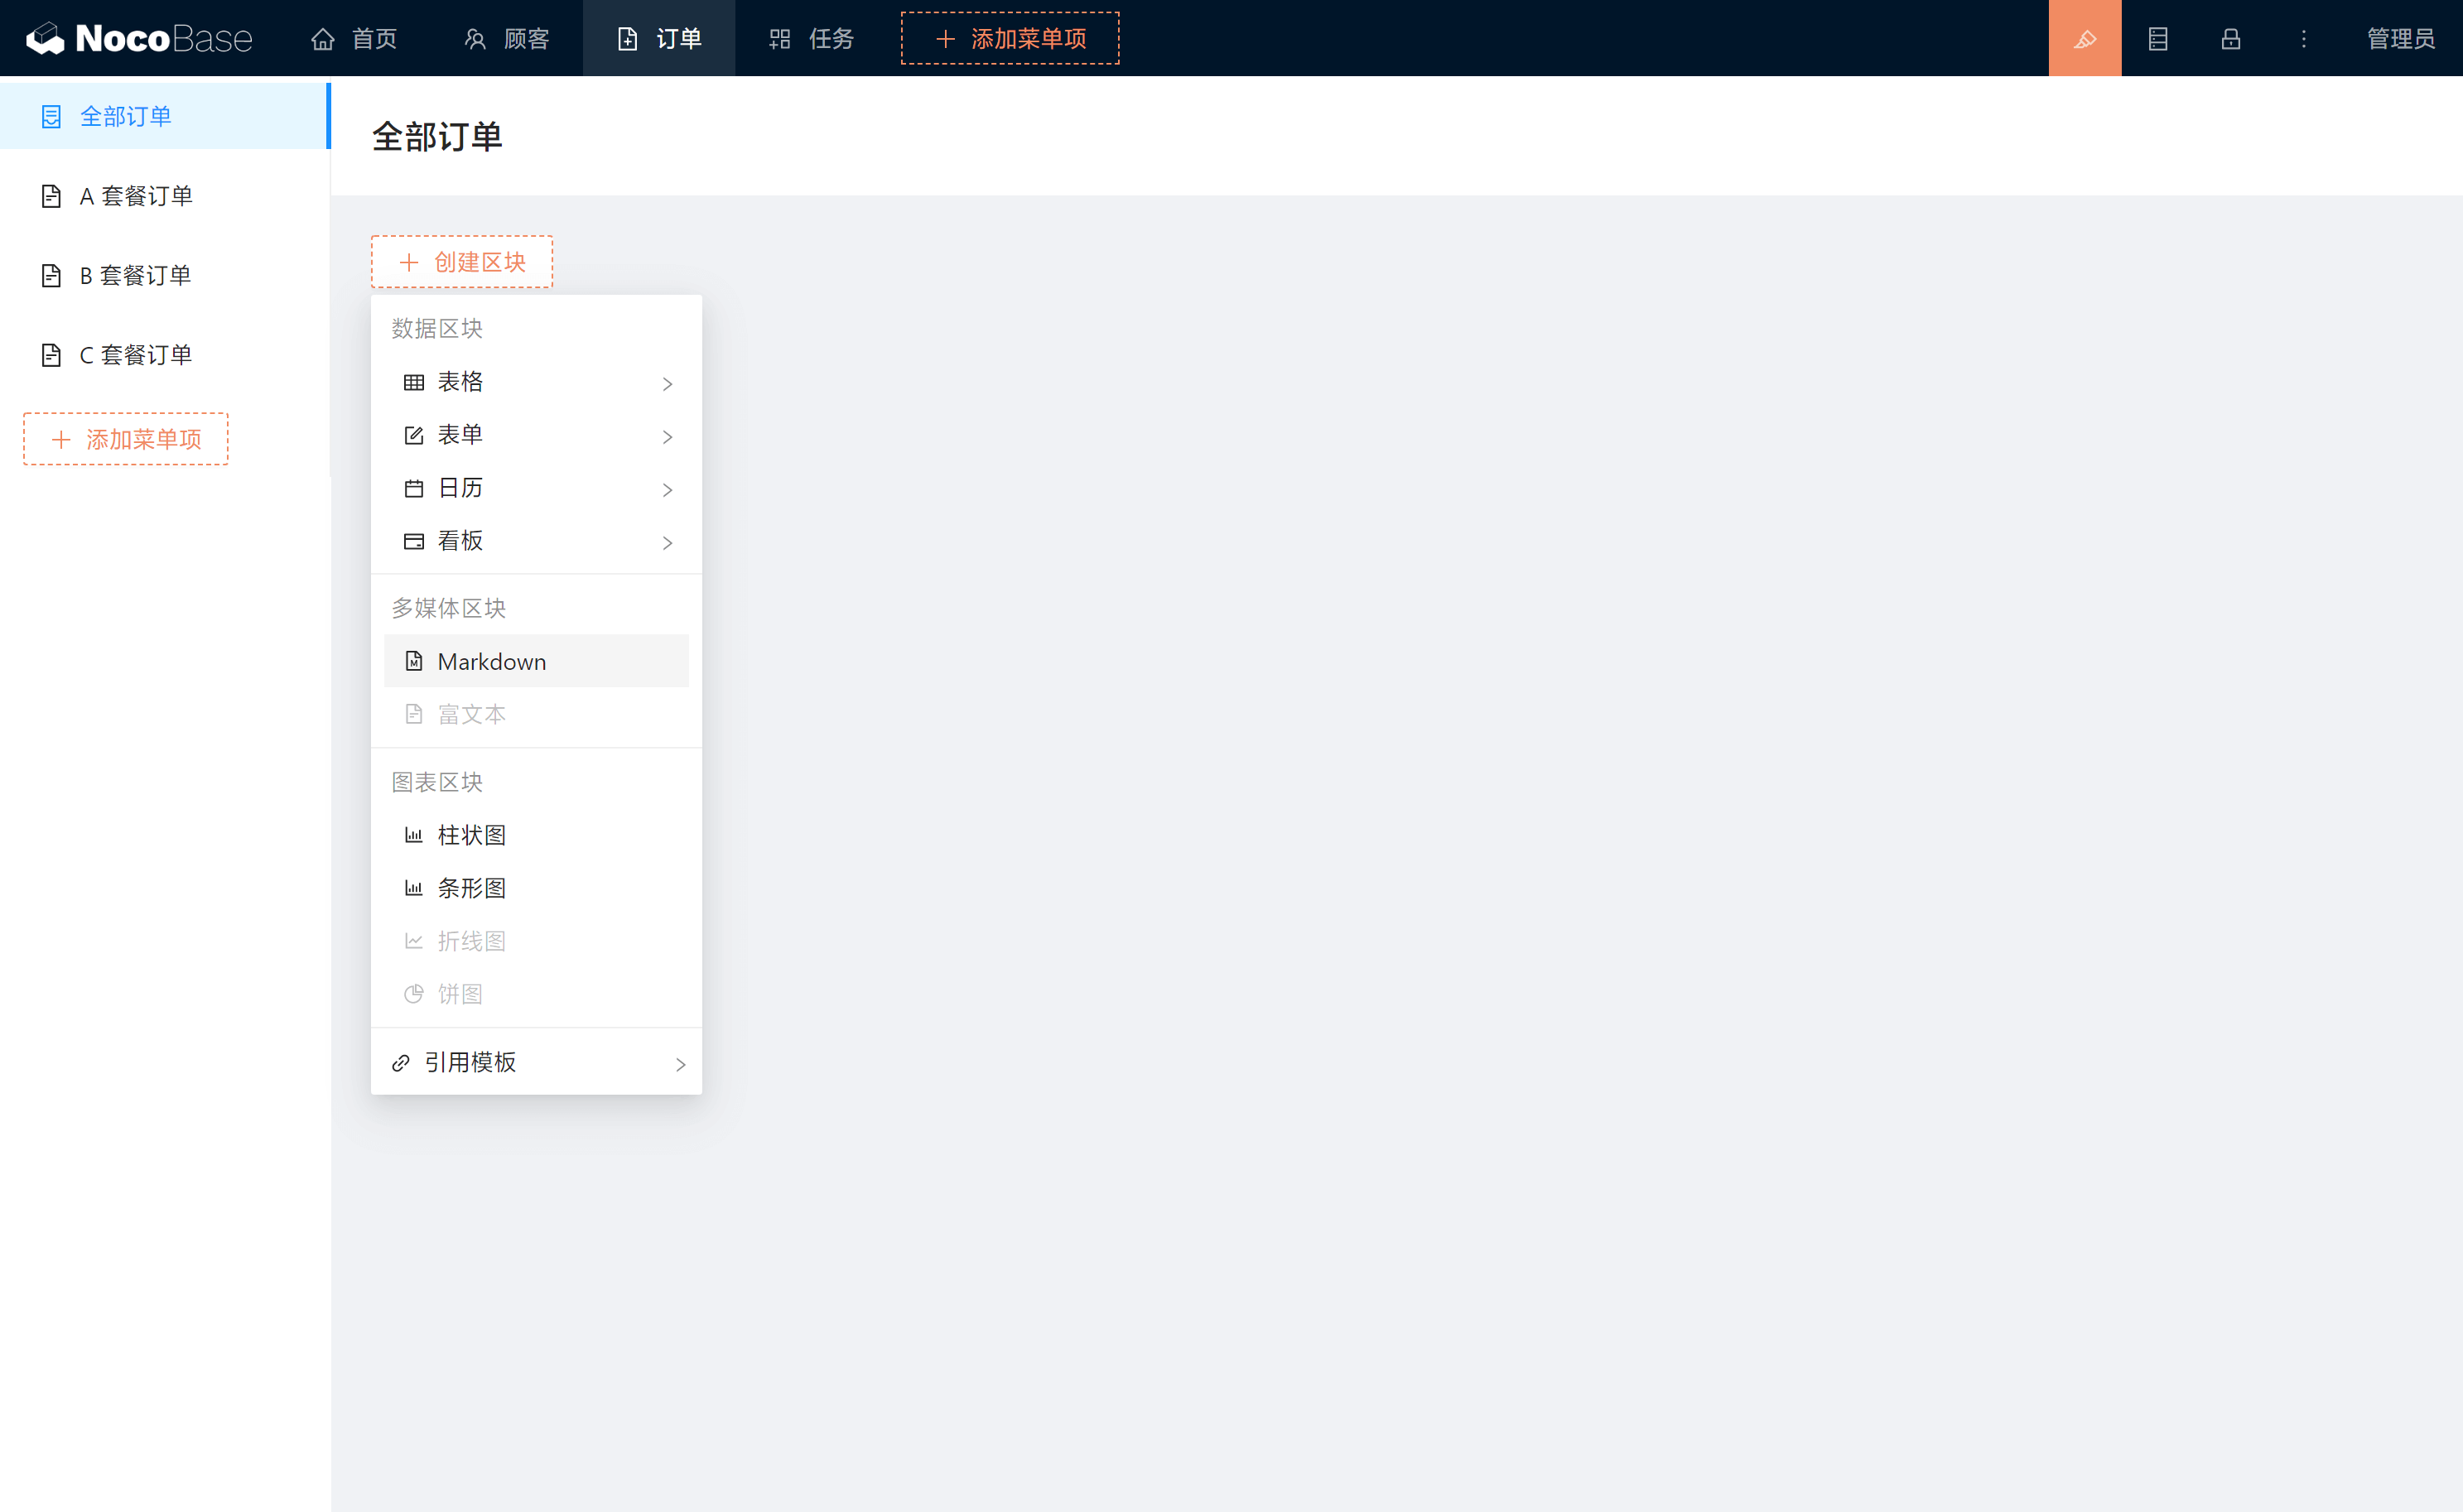 NocoBase 首页 顾客 订单 任务 添加菜单项 管理员
全部订单
A 套餐订单
B 套餐订单
C 套餐订单
添加菜单项
全部订单
创建区块
数据区块
表格
表单
日历
看板
多媒体区块
Markdown
富文本
图表区块
柱状图
条形图
折线图
饼图
引用模板